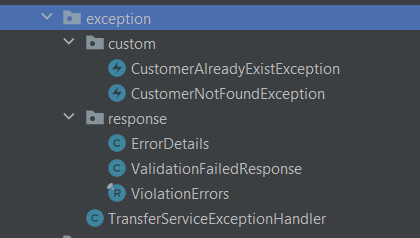 exception
custom
CustomerAlreadyExistException
CustomerNotFoundException
response
ErrorDetails
ValidationFailedResponse
ViolationErrors
TransferServiceExceptionHandler